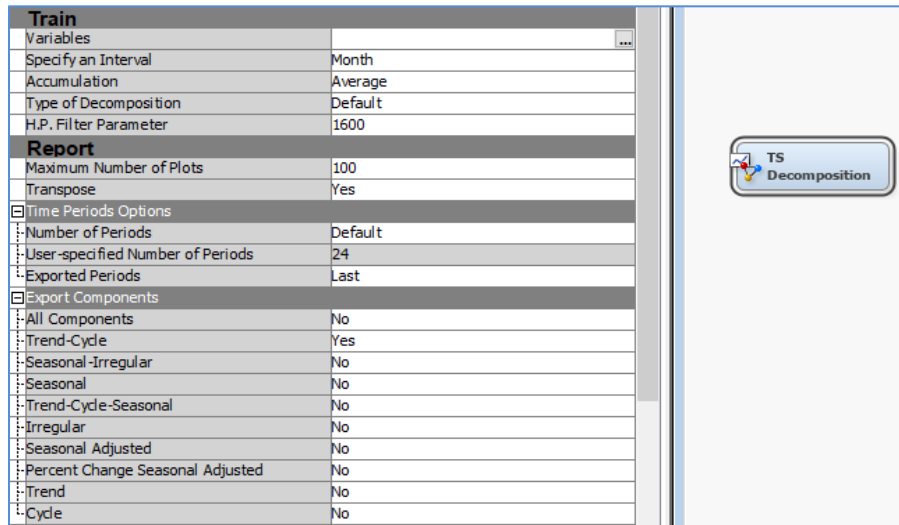 Train
Variables ...
Specify an Interval Month
Accumulation Average
Type of Decomposition Default
H.P. Filter Parameter 1600
Report
Maximum Number of Plots 100
Transpose Yes
Time Periods Options
Number of Periods Default
User-specified Number of Periods 24
Exported Periods Last
Export Components
All Components No
Trend-Cycle Yes
Seasonal-Irregular No
Seasonal No
Trend-Cycle-Seasonal No
Irregular No
Seasonal Adjusted No
Percent Change Seasonal Adjusted No
Trend No
Cycle No
TS
Decomposition